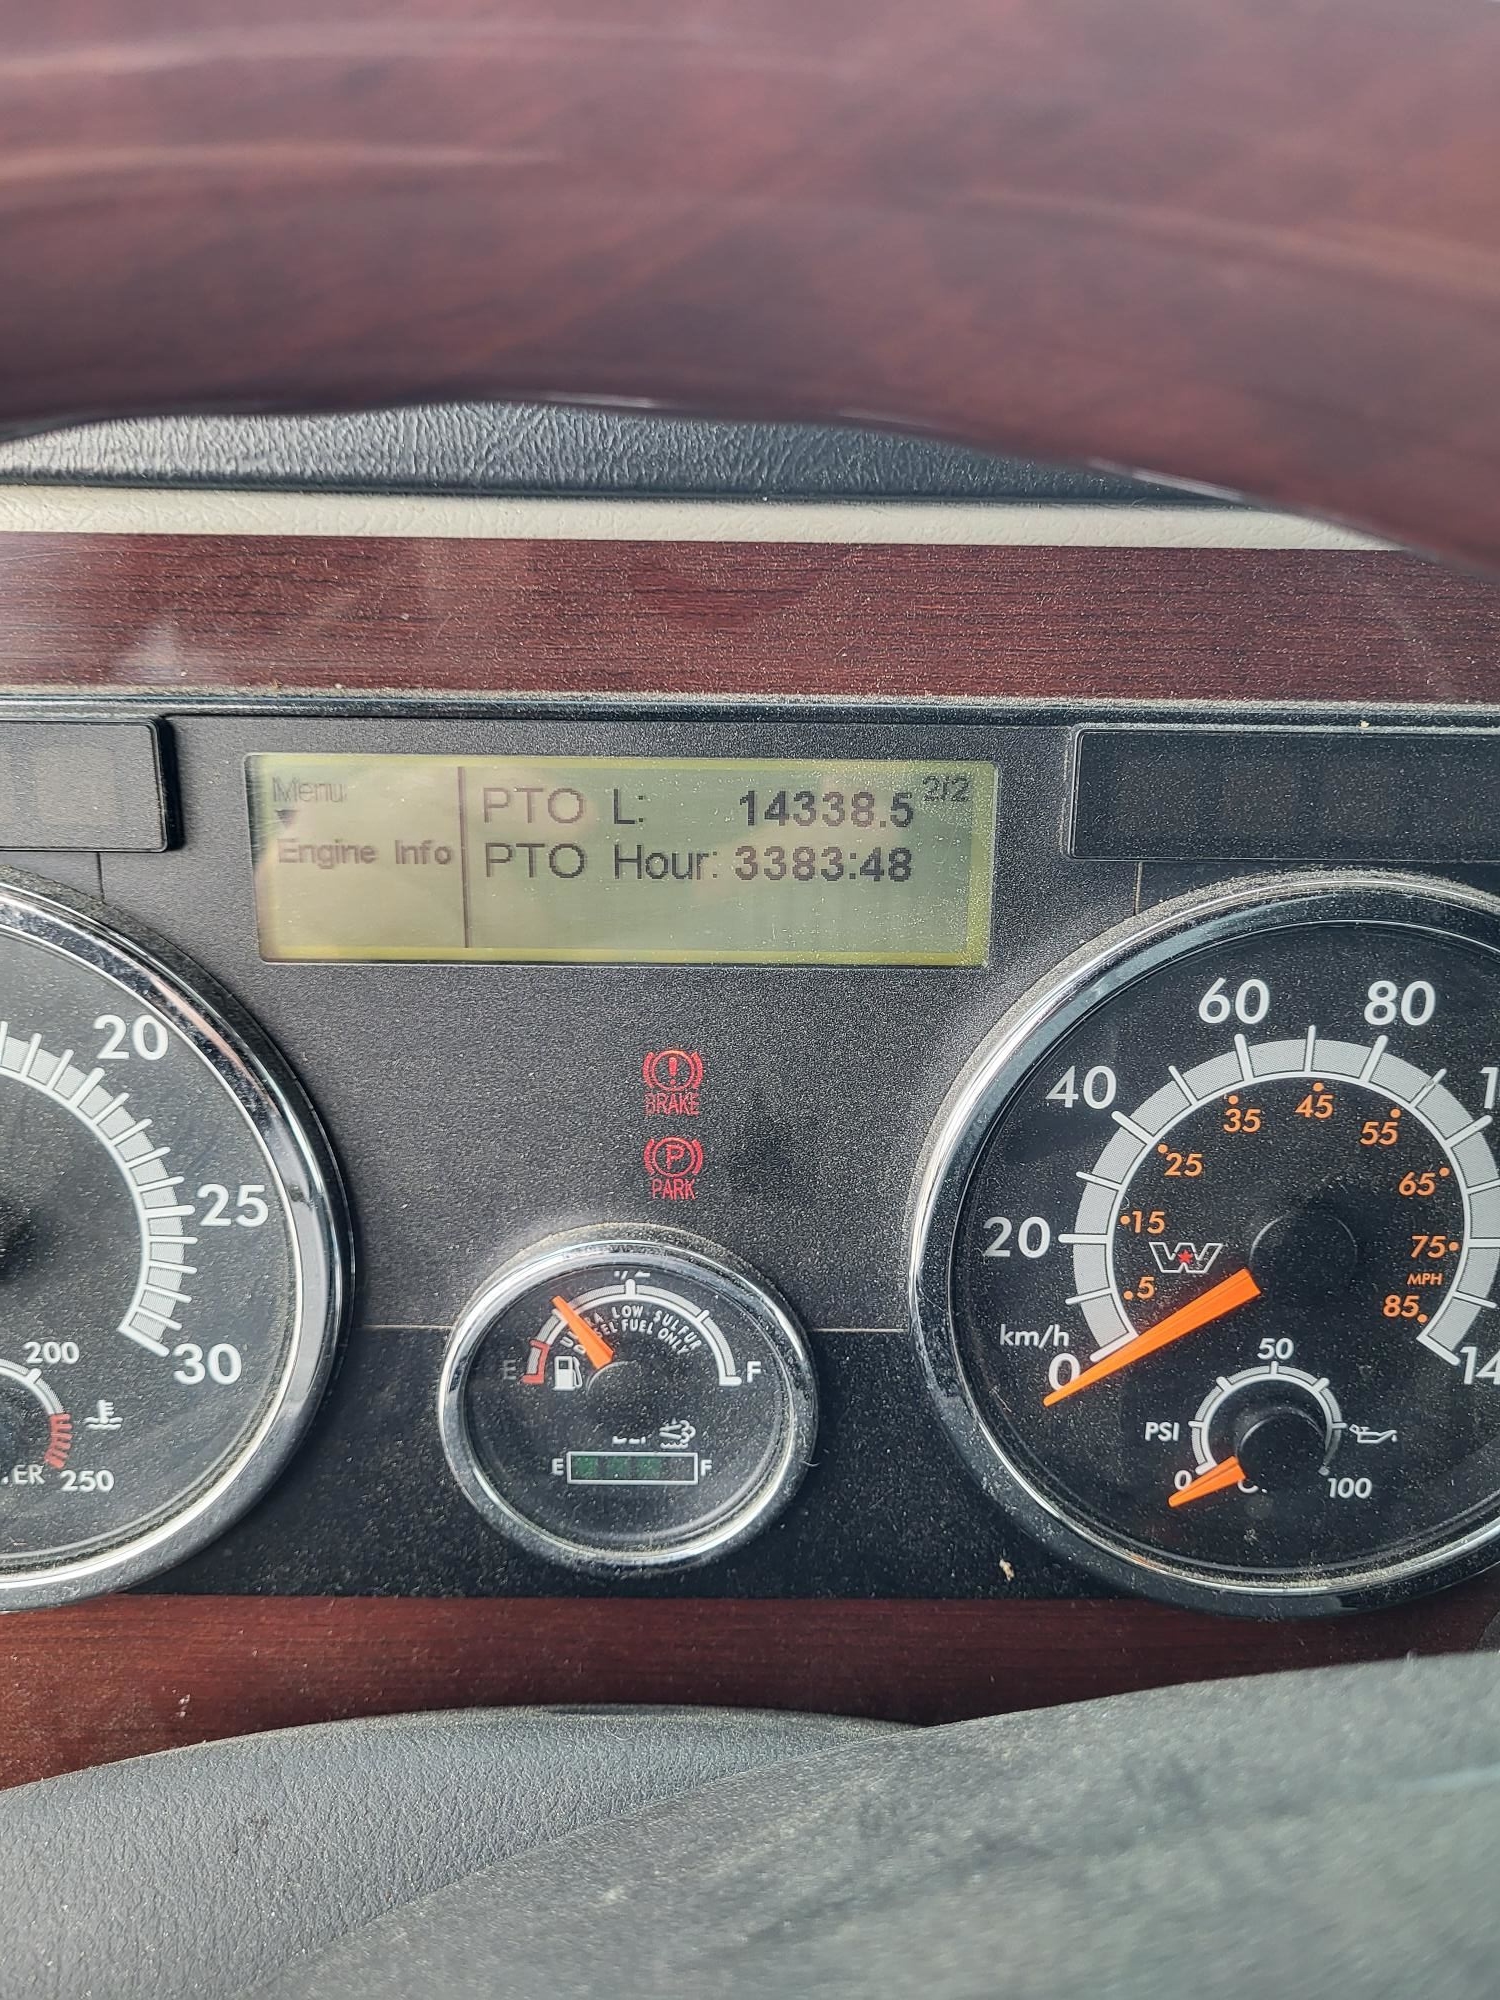 Menu
2/2
PTO L: 14338.5
Engine Info
PTO Hour: 3383:48
BRAKE
PARK
20
25
30
200
250
E
F
ULTRA LOW SULFUR
DIESEL FUEL ONLY
E
F
0
20
40
60
80
km/h
5
15
25
35
45
55
65
75
85
MPH
W
PSI
0
50
100